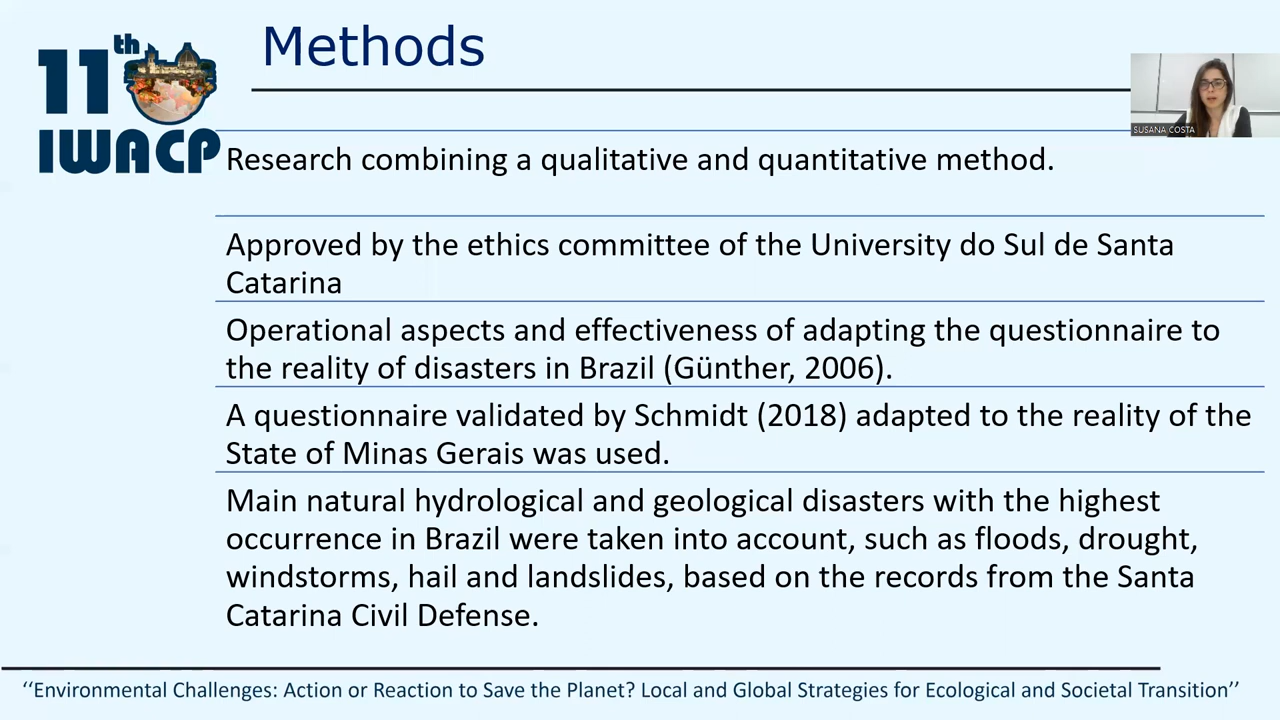 Methods
11th
IWACP
SUSANA COSTA
Research combining a qualitative and quantitative method.
Approved by the ethics committee of the University do Sul de Santa
Catarina
Operational aspects and effectiveness of adapting the questionnaire to
the reality of disasters in Brazil (Günther, 2006).
A questionnaire validated by Schmidt (2018) adapted to the reality of the
State of Minas Gerais was used.
Main natural hydrological and geological disasters with the highest
occurrence in Brazil were taken into account, such as floods, drought,
windstorms, hail and landslides, based on the records from the Santa
Catarina Civil Defense.
‘‘Environmental Challenges: Action or Reaction to Save the Planet? Local and Global Strategies for Ecological and Societal Transition’’